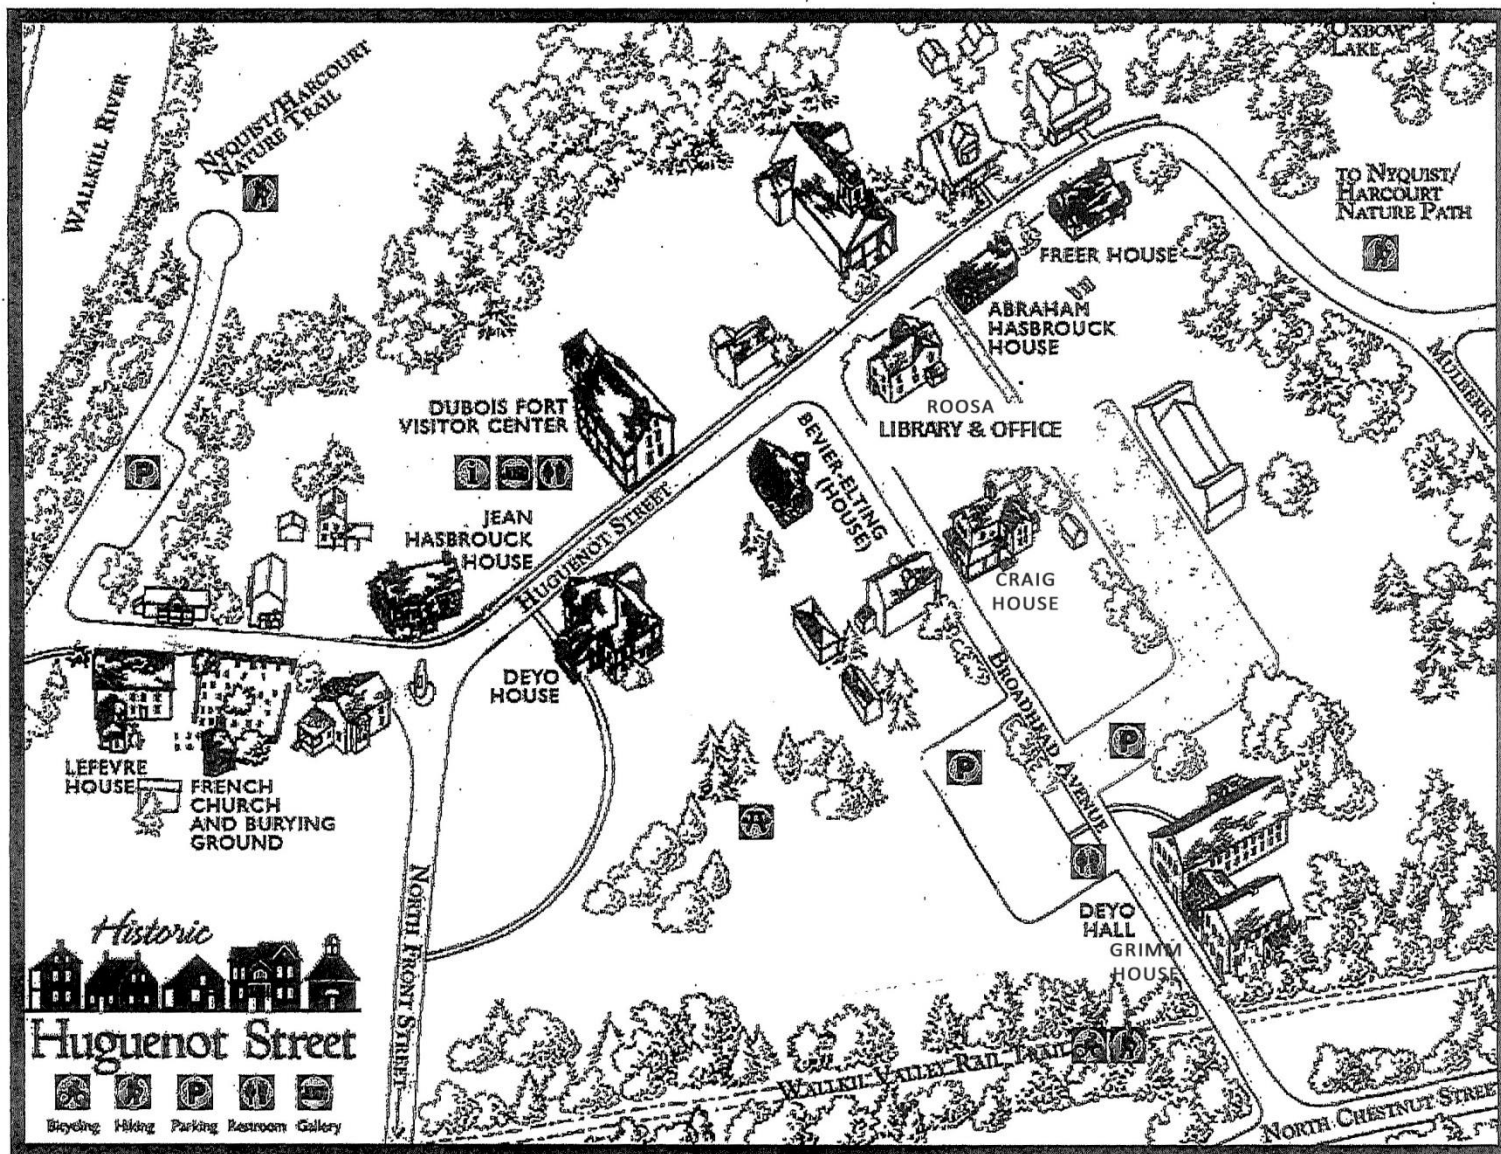 OXBOW
LAKE
WALLKILL RIVER
NYQUIST/HARCOURT
NATURE TRAIL
TO NYQUIST/
HARCOURT
NATURE PATH
FREER HOUSE
ABRAHAM
HASBROUCK
HOUSE
MULBERRY
DUBOIS FORT
VISITOR CENTER
ROOSA
LIBRARY & OFFICE
BEVIER-ELTING
(HOUSE)
P
i
HUGUENOT STREET
JEAN
HASBROUCK
HOUSE
CRAIG
HOUSE
DEYO
HOUSE
BROADHEAD AVENUE
P
P
LEFEVRE
HOUSE
FRENCH
CHURCH
AND BURYING
GROUND
NORTH FRONT STREET
DEYO
HALL
GRIMM
HOUSE
Historic
Huguenot Street
P
Bicycling Hiking Parking Restroom Gallery
WALLKIL VALLEY RAIL TRAIL
NORTH CHESTNUT STREET